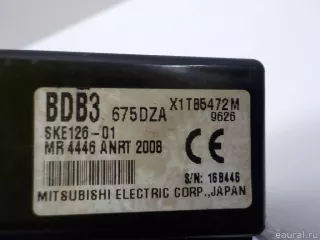 BDB3 675DZA X1T85472M
9626
SKE126-01
MR 4446 ANRT 2008
CE
S/N: 168446
MITSUBISHI ELECTRIC CORP., JAPAN
eaural.ru